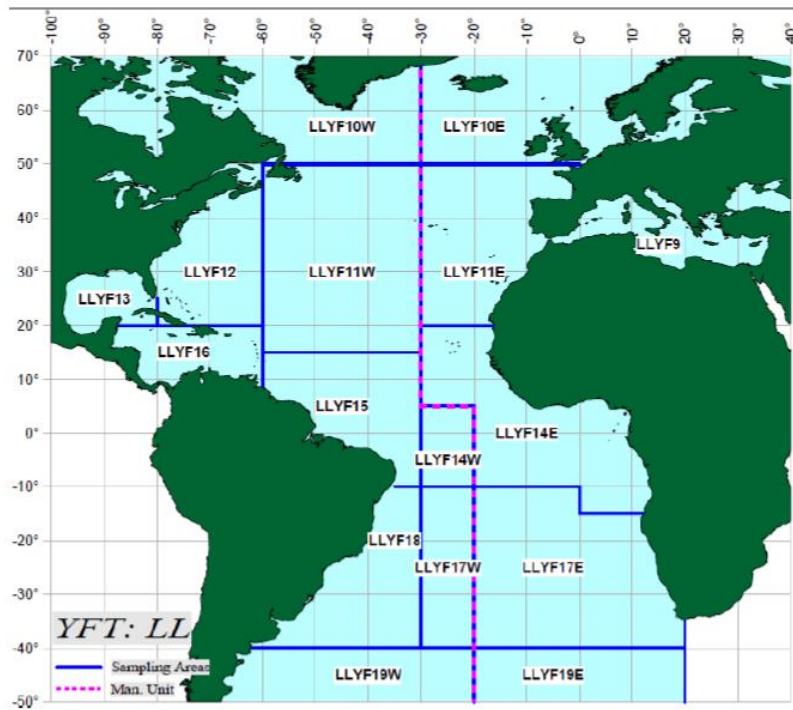 -100° -90° -80° -70° -60° -50° -40° -30° -20° -10° 0° 10° 20° 30° 40°
70°
60° LLYF10W LLYF10E
50°
40°
LLYF9
30° LLYF12 LLYF11W LLYF11E
LLYF13
20°
LLYF16
10°
LLYF15
0° LLYF14E
LLYF14W
-10°
-20° LLYF18
LLYF17W LLYF17E
-30°
YFT: LL
-40°
Sampling Areas LLYF19W LLYF19E
Man. Unit
-50°